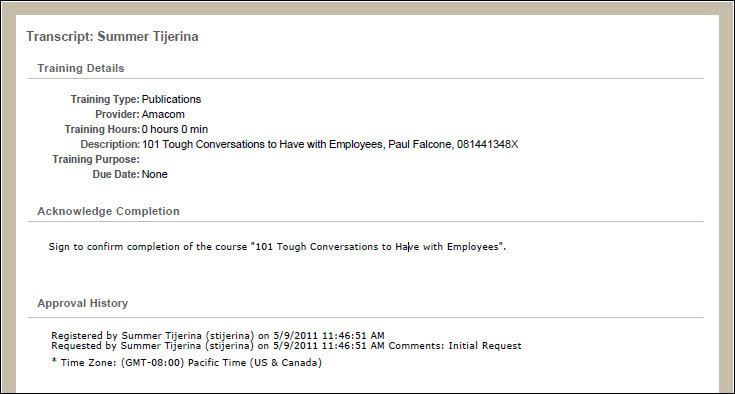 Transcript: Summer Tijerina
Training Details
Training Type: Publications
Provider: Amacom
Training Hours: 0 hours 0 min
Description: 101 Tough Conversations to Have with Employees, Paul Falcone, 081441348X
Training Purpose:
Due Date: None
Acknowledge Completion
Sign to confirm completion of the course "101 Tough Conversations to Have with Employees".
Approval History
Registered by Summer Tijerina (stijerina) on 5/9/2011 11:46:51 AM
Requested by Summer Tijerina (stijerina) on 5/9/2011 11:46:51 AM Comments: Initial Request
* Time Zone: (GMT-08:00) Pacific Time (US & Canada)